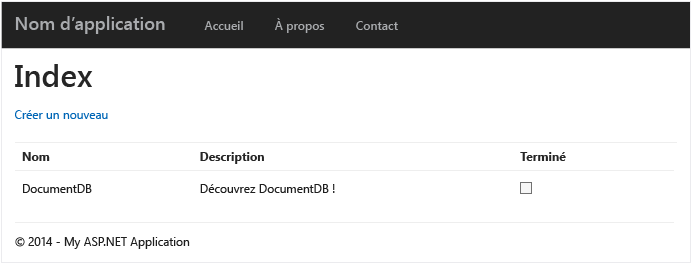 Nom d’application Accueil À propos Contact
Index
Créer un nouveau
Nom Description Terminé
DocumentDB Découvrez DocumentDB !
© 2014 - My ASP.NET Application